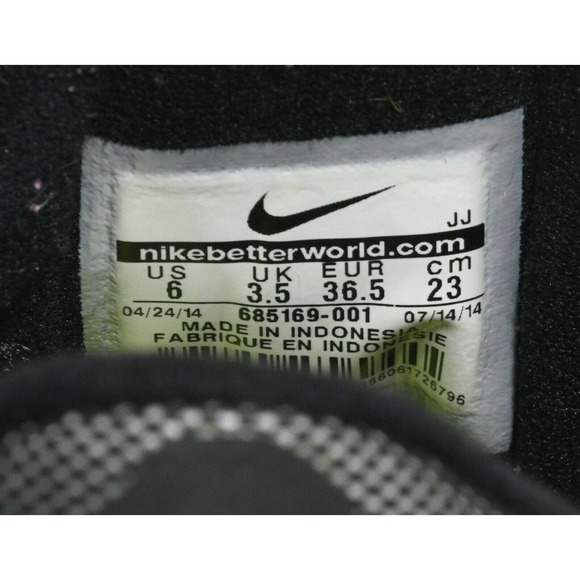 JJ
nikebetterworld.com
US UK EUR cm
6 3.5 36.5 23
04/24/14 685169-001 07/14/14
MADE IN INDONESIA
FABRIQUE EN INDONESIE